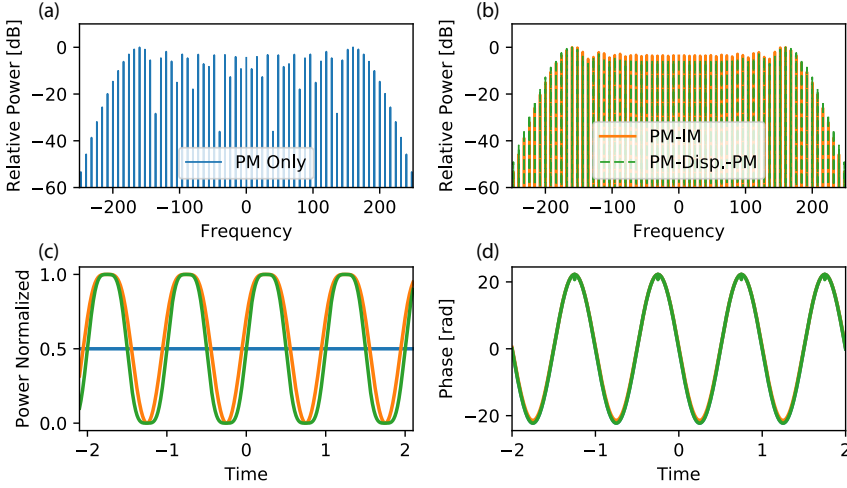 (a)
Relative Power [dB]
0
−20
−40
−60
PM Only
−200 −100 0 100 200
Frequency
(b)
Relative Power [dB]
0
−20
−40
−60
PM-IM
PM-Disp.-PM
−200 −100 0 100 200
Frequency
(c)
Power Normalized
1.0
0.5
0.0
−2 −1 0 1 2
Time
(d)
Phase [rad]
20
0
−20
−2 −1 0 1 2
Time